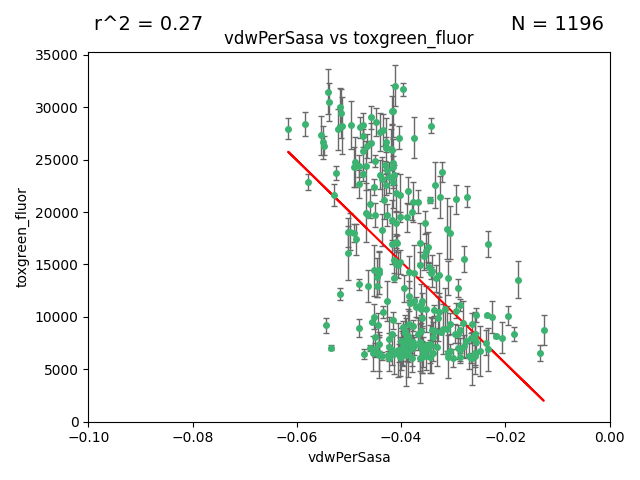 r^2 = 0.27
N = 1196
vdwPerSasa vs toxgreen_fluor
35000
30000
25000
20000
15000
10000
5000
0
toxgreen_fluor
−0.10
−0.08
−0.06
−0.04
−0.02
0.00
vdwPerSasa